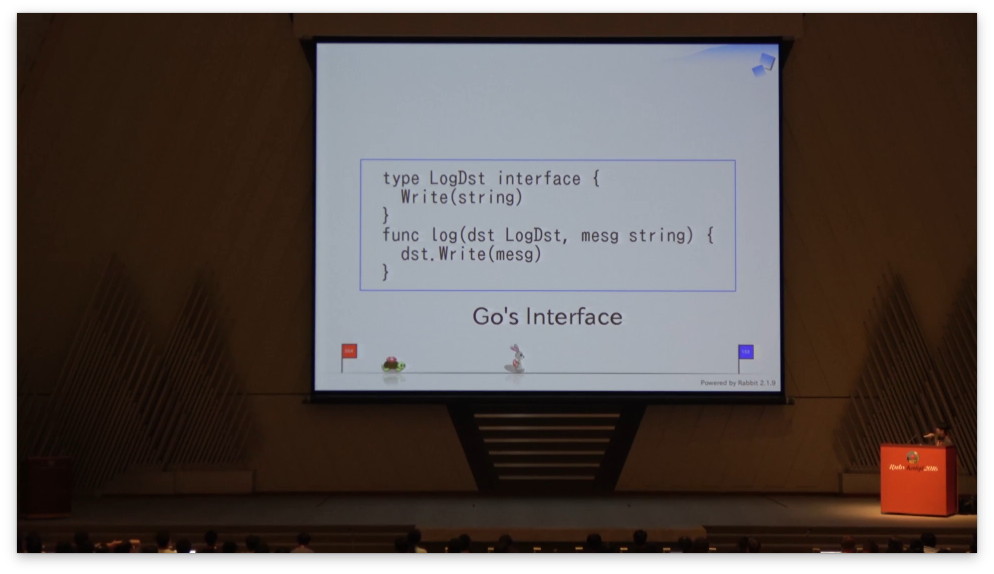 type LogDst interface {
Write(string)
}
func log(dst LogDst, mesg string) {
dst.Write(mesg)
}
Go's Interface
Powered by Rabbit 2.1.8
2016